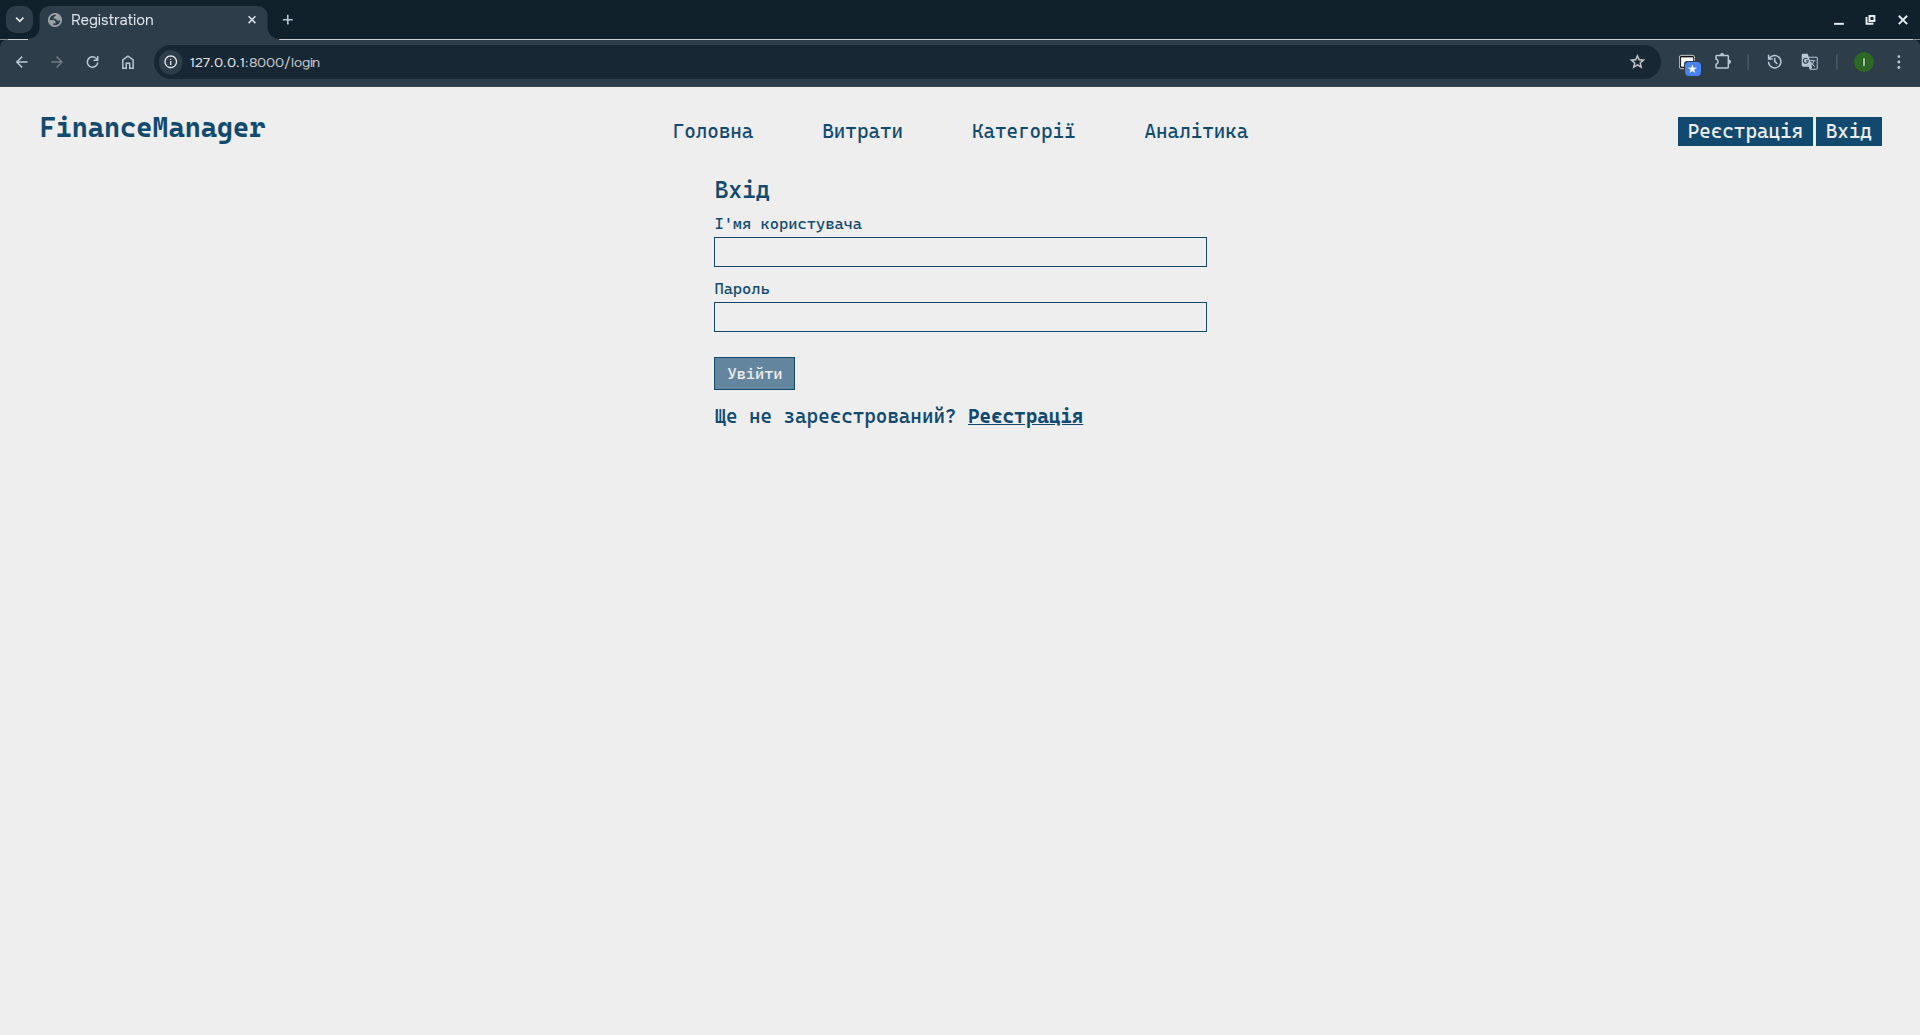 Registration
127.0.0.1:8000/login
I
FinanceManager
Головна Витрати Категорії Аналітика
Реєстрація Вхід
Вхід
І'мя користувача
Пароль
Увійти
Ще не зареєстрований? Реєстрація